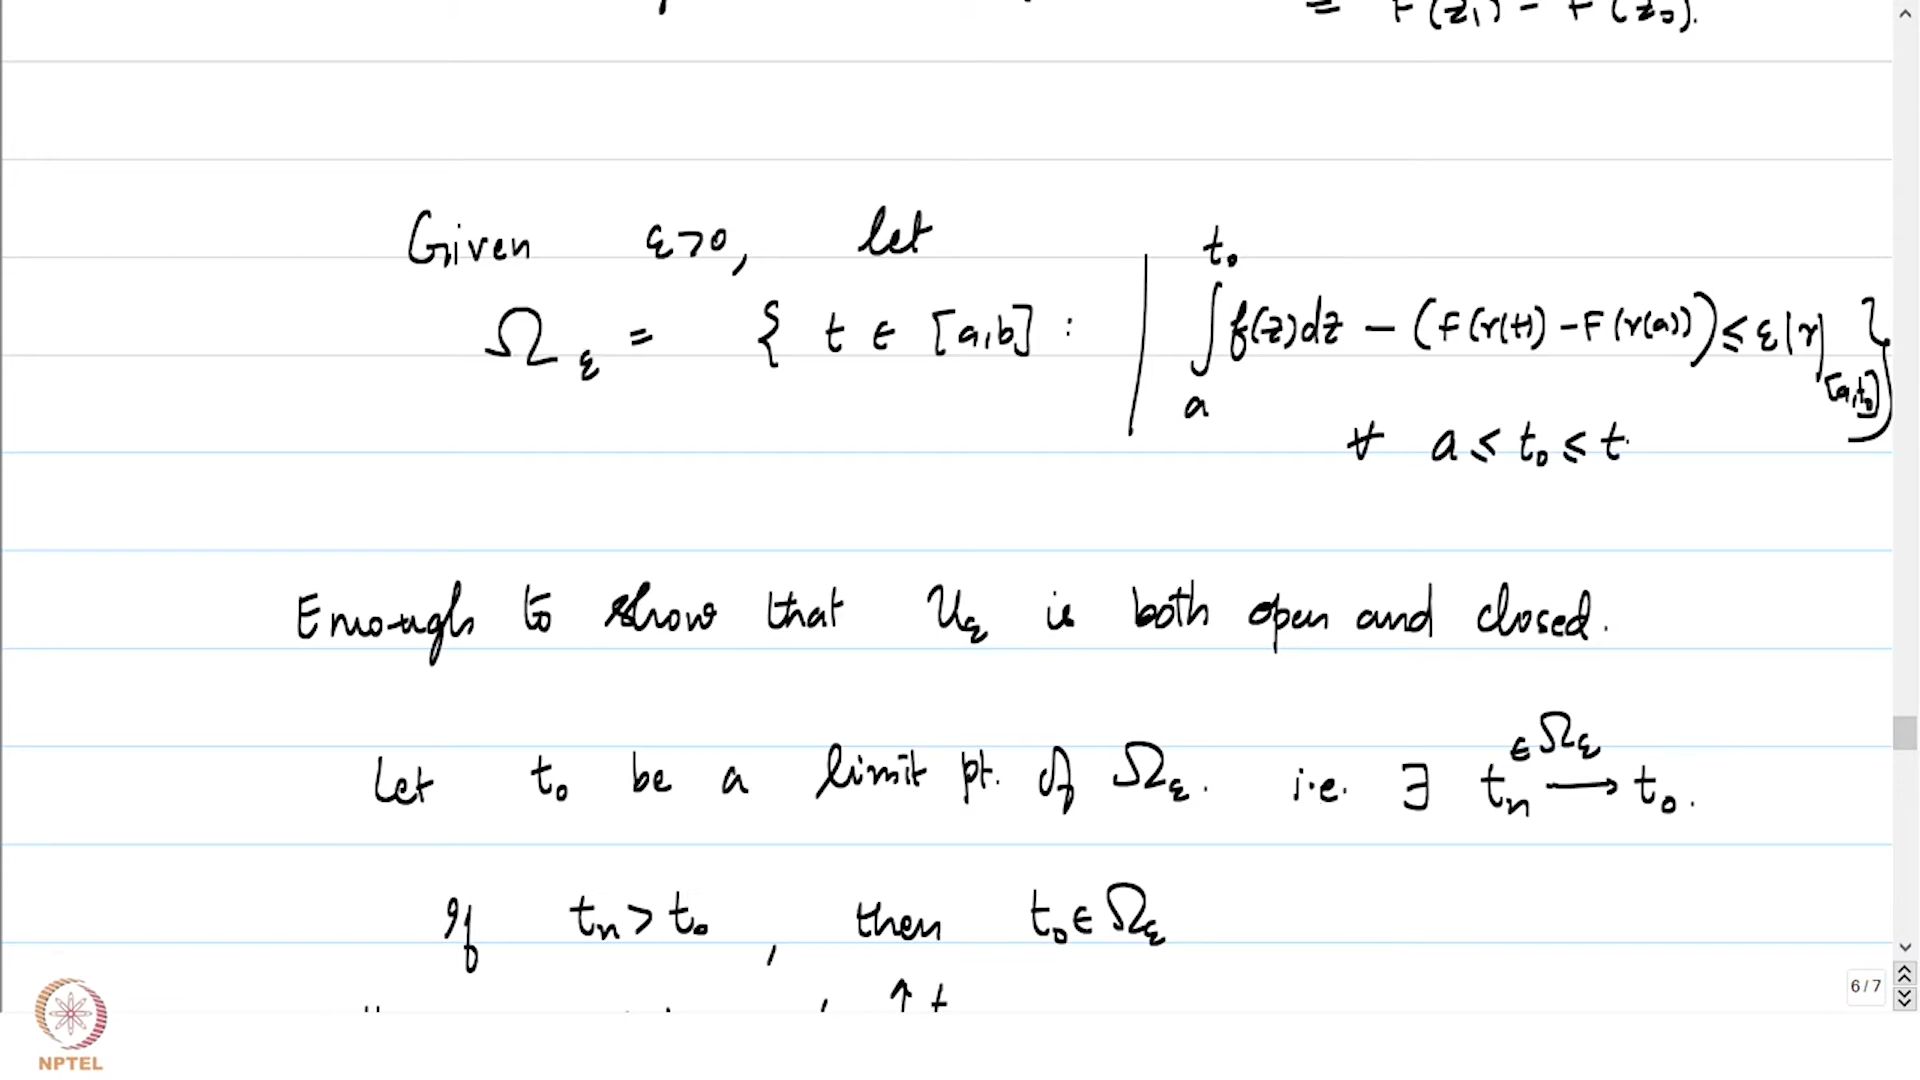 = F(z₁) - F(z₀).
Given ε>0, let
Ω_ε = { t ∈ [a,b] : | ∫_a^{t₀} f(z)dz − (F(γ(t)) − F(γ(a))) ≤ ε|γ|_{[a,t₀]} }
∀ a ≤ t₀ ≤ t.
Enough to show that U_ε is both open and closed.
Let t₀ be a limit pt. of Ω_ε. i.e. ∃ t_n ∈ Ω_ε → t₀.
If t_n > t₀, then t₀ ∈ Ω_ε
6 / 7
NPTEL